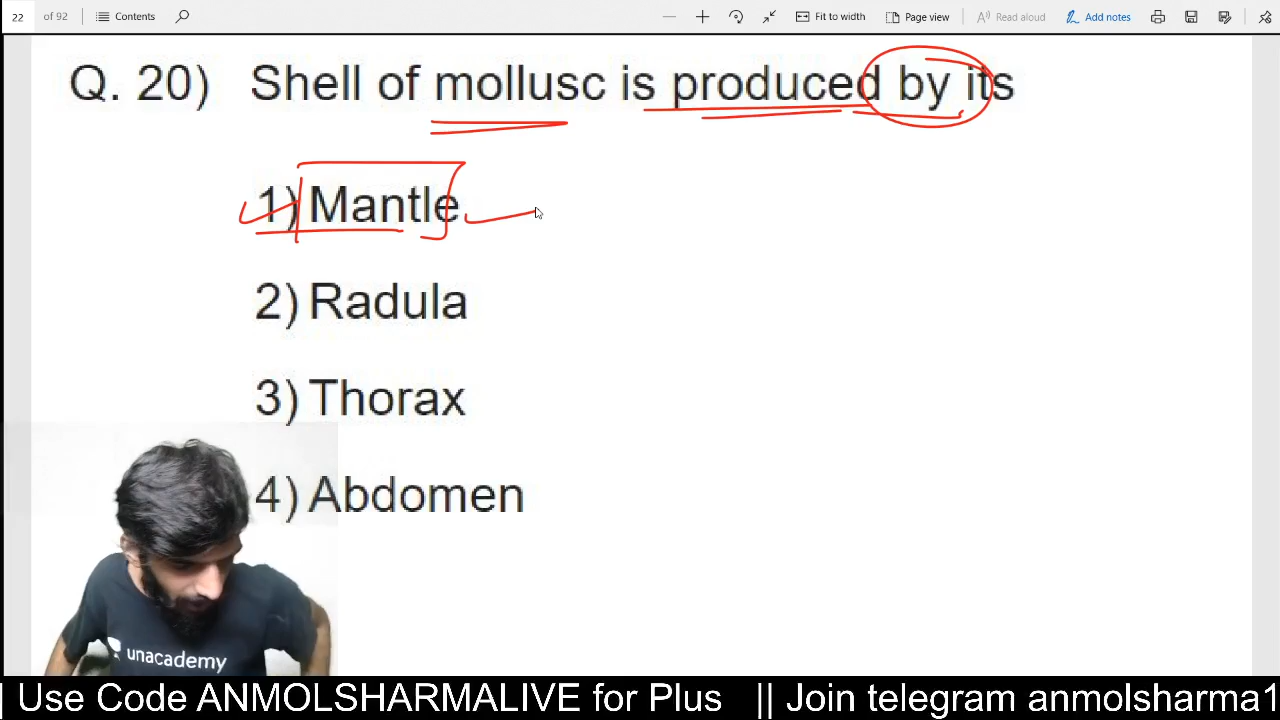 22 of 92 Contents Fit to width Page view Read aloud Add notes
Q. 20) Shell of mollusc is produced by its
1) Mantle
2) Radula
3) Thorax
4) Abdomen
unacademy
| Use Code ANMOLSHARMALIVE for Plus || Join telegram anmolsharma1